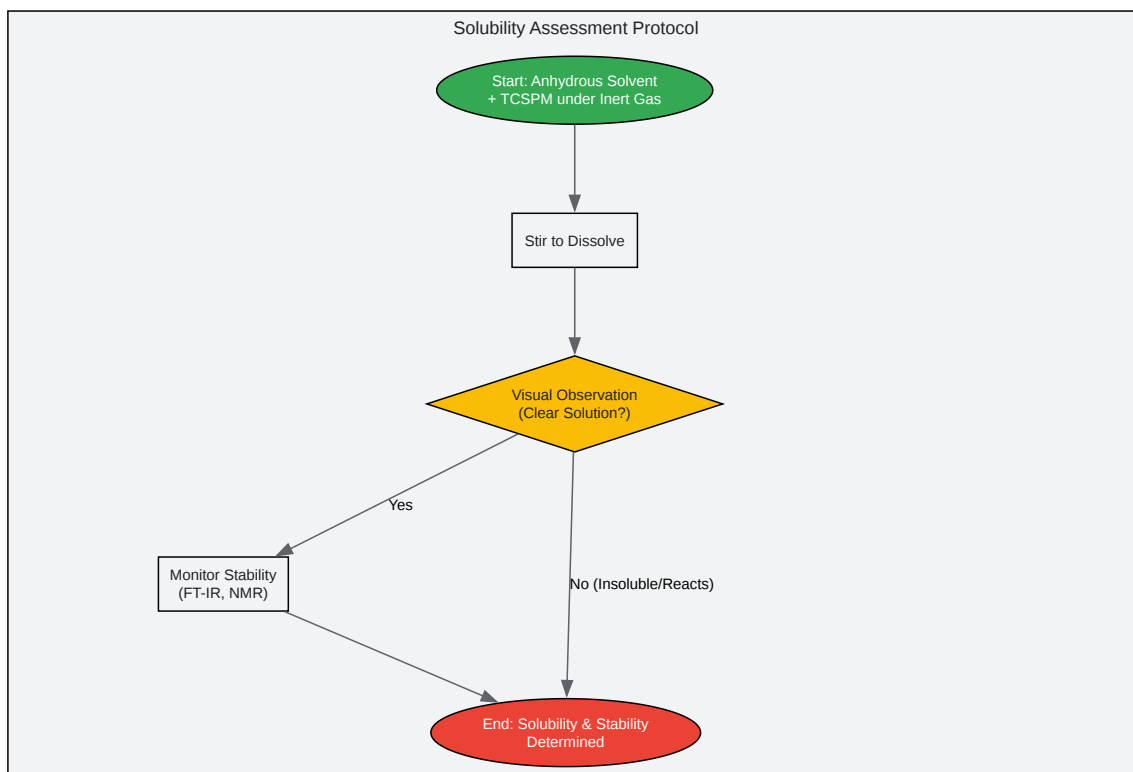 Solubility Assessment Protocol
Start: Anhydrous Solvent
+ TCSPM under Inert Gas
Stir to Dissolve
Visual Observation
(Clear Solution?)
Yes
Monitor Stability
(FT-IR, NMR)
No (Insoluble/Reacts)
End: Solubility & Stability
Determined